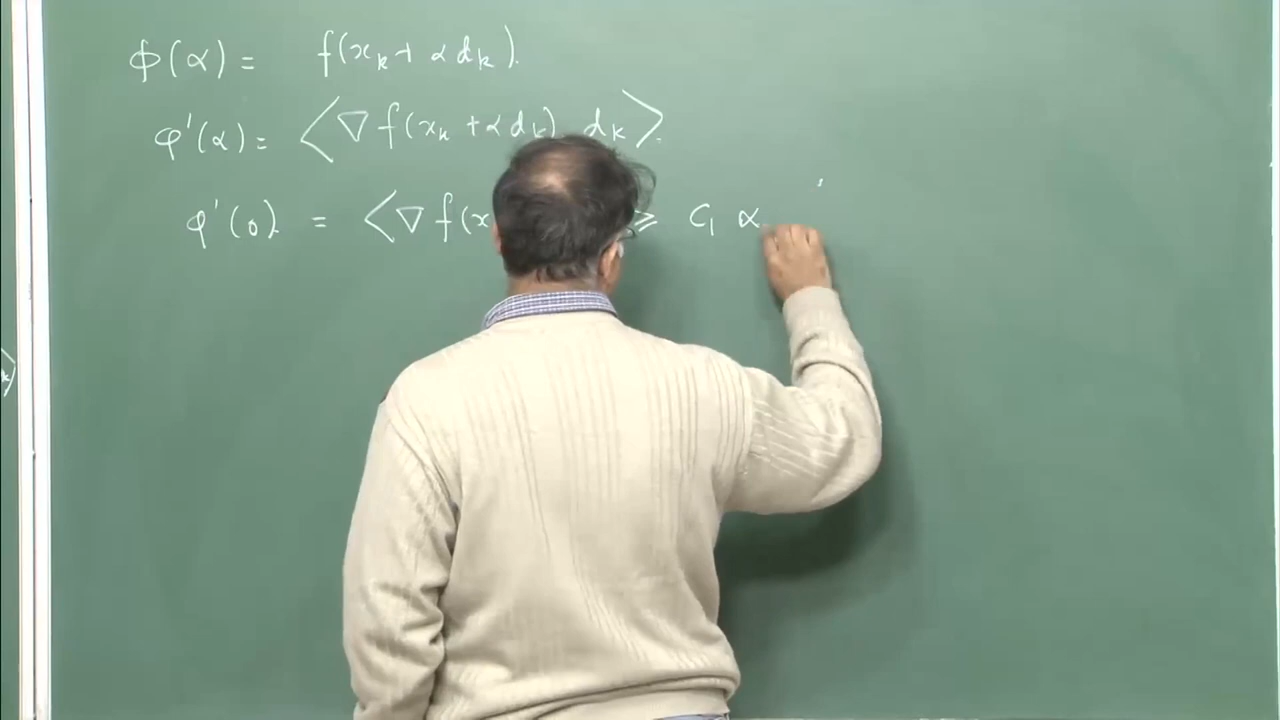 ϕ(α) = f(xₖ + α dₖ).
φ'(α) = ⟨∇ f(xₖ + α dₖ), dₖ⟩.
φ'(0) = ⟨∇ f(x ≥ C₁ α